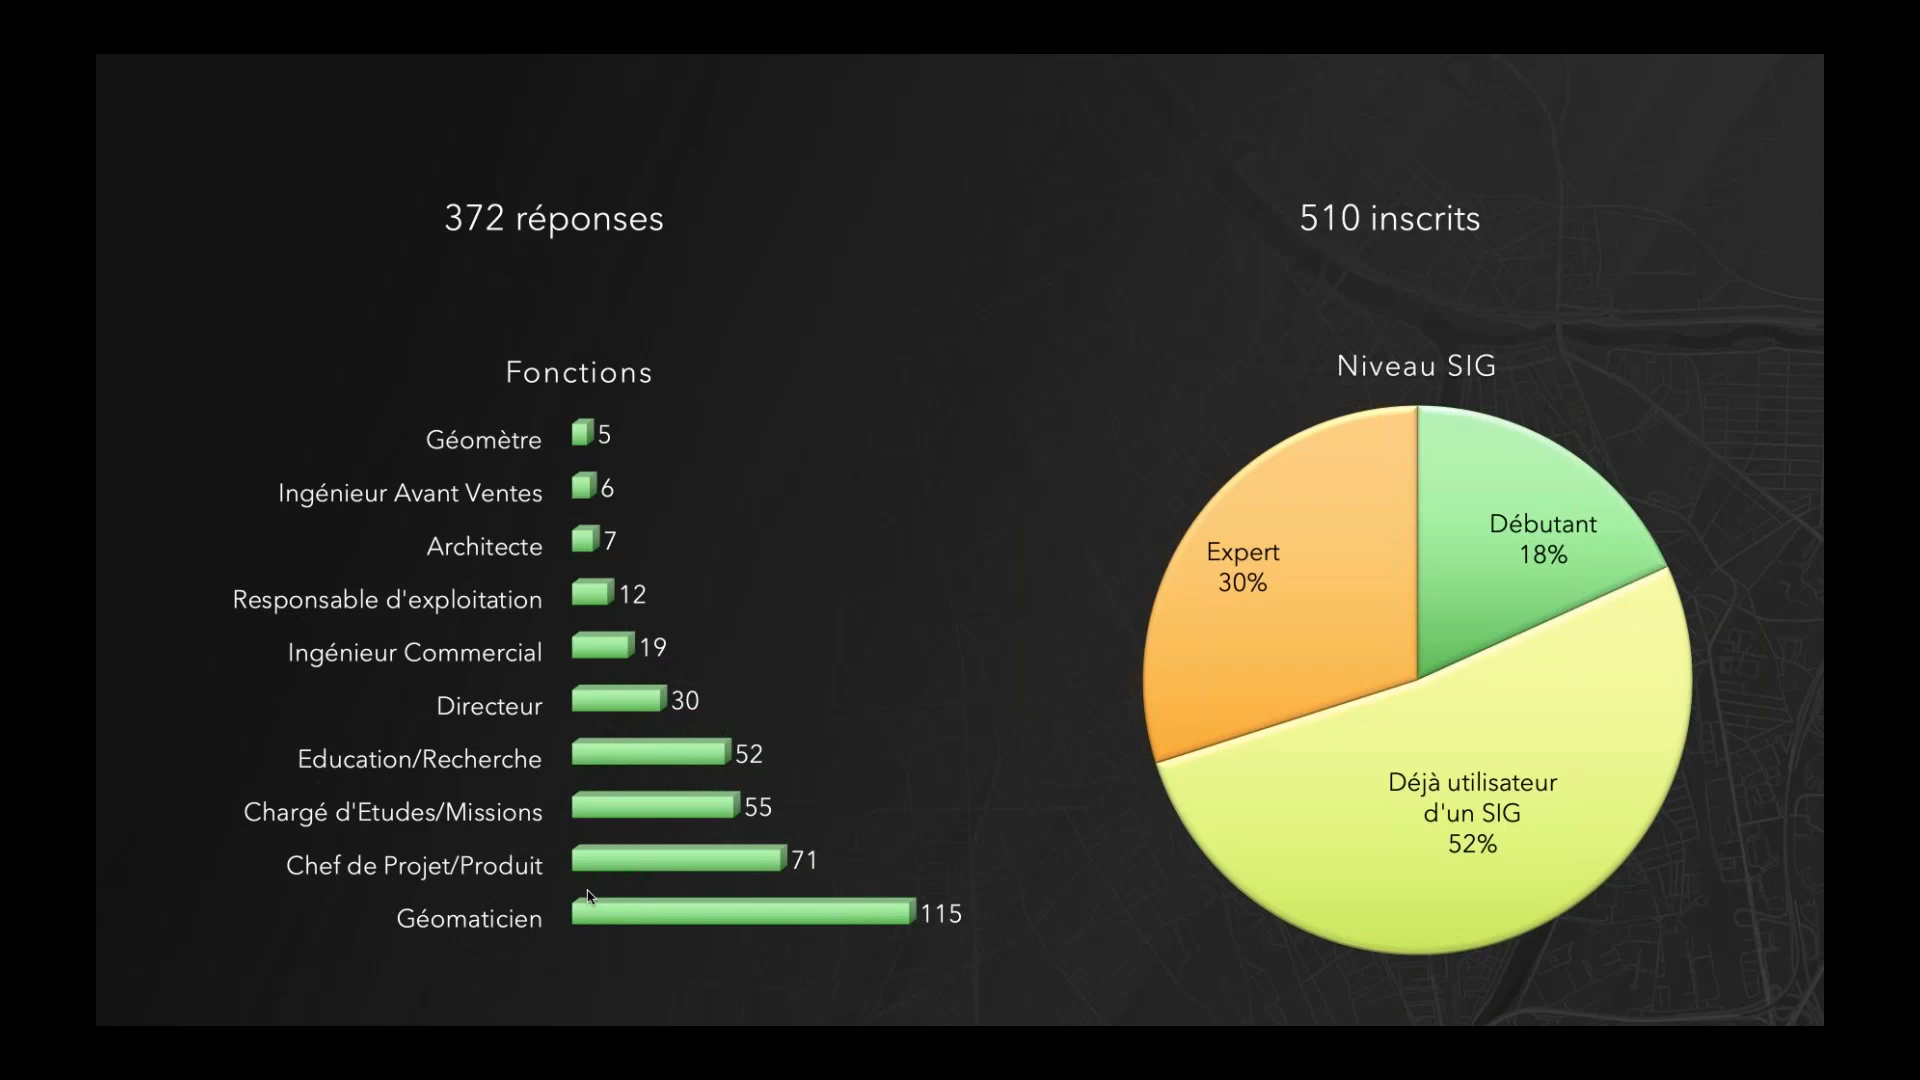 372 réponses
510 inscrits
Fonctions
Géomètre 5
Ingénieur Avant Ventes 6
Architecte 7
Responsable d'exploitation 12
Ingénieur Commercial 19
Directeur 30
Education/Recherche 52
Chargé d'Etudes/Missions 55
Chef de Projet/Produit 71
Géomaticien 115
Niveau SIG
Débutant
18%
Expert
30%
Déjà utilisateur
d'un SIG
52%